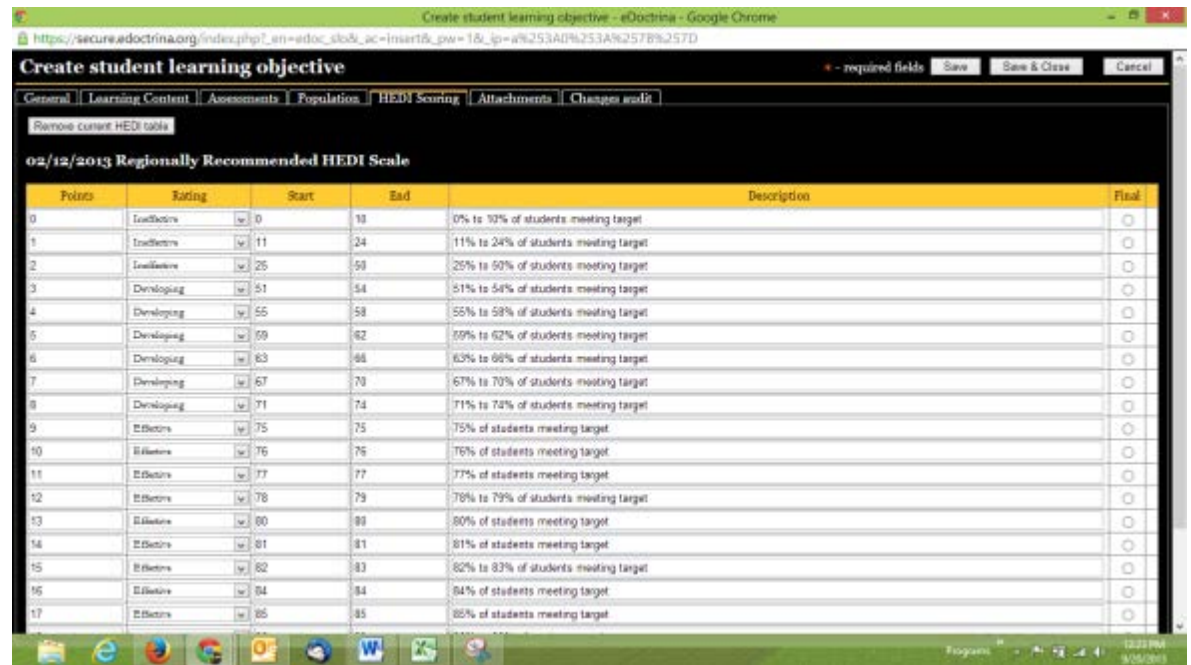 Create student learning objective - eDoctrina - Google Chrome
https://secure.edoctrina.org/index.php?_en=edoc_slo&_ac=insert&_pw=1&_ip=a%253A0%253A%257B%257D
Create student learning objective * - required fields Save Save & Close Cancel
General Learning Content Assessments Population HEDI Scoring Attachments Changes audit
Remove current HEDI table
02/12/2013 Regionally Recommended HEDI Scale
Points Rating Start End Description Final
0 Ineffective 0 10 0% to 10% of students meeting target
1 Ineffective 11 24 11% to 24% of students meeting target
2 Ineffective 25 50 25% to 50% of students meeting target
3 Developing 51 54 51% to 54% of students meeting target
4 Developing 55 58 55% to 58% of students meeting target
5 Developing 59 62 59% to 62% of students meeting target
6 Developing 63 66 63% to 66% of students meeting target
7 Developing 67 70 67% to 70% of students meeting target
8 Developing 71 74 71% to 74% of students meeting target
9 Effective 75 75 75% of students meeting target
10 Effective 76 76 76% of students meeting target
11 Effective 77 77 77% of students meeting target
12 Effective 78 79 78% to 79% of students meeting target
13 Effective 80 80 80% of students meeting target
14 Effective 81 81 81% of students meeting target
15 Effective 82 83 82% to 83% of students meeting target
16 Effective 84 84 84% of students meeting target
17 Effective 85 85 85% of students meeting target
Programs 12:23 PM
9/20/2013